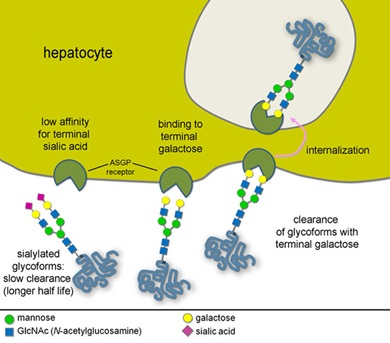 hepatocyte
low affinity
for terminal
sialic acid
binding to
terminal
galactose
ASGP
receptor
internalization
clearance
of glycoforms with
terminal galactose
sialylated
glycoforms:
slow clearance
(longer half life)
mannose
galactose
GlcNAc (N-acetylglucosamine)
sialic acid